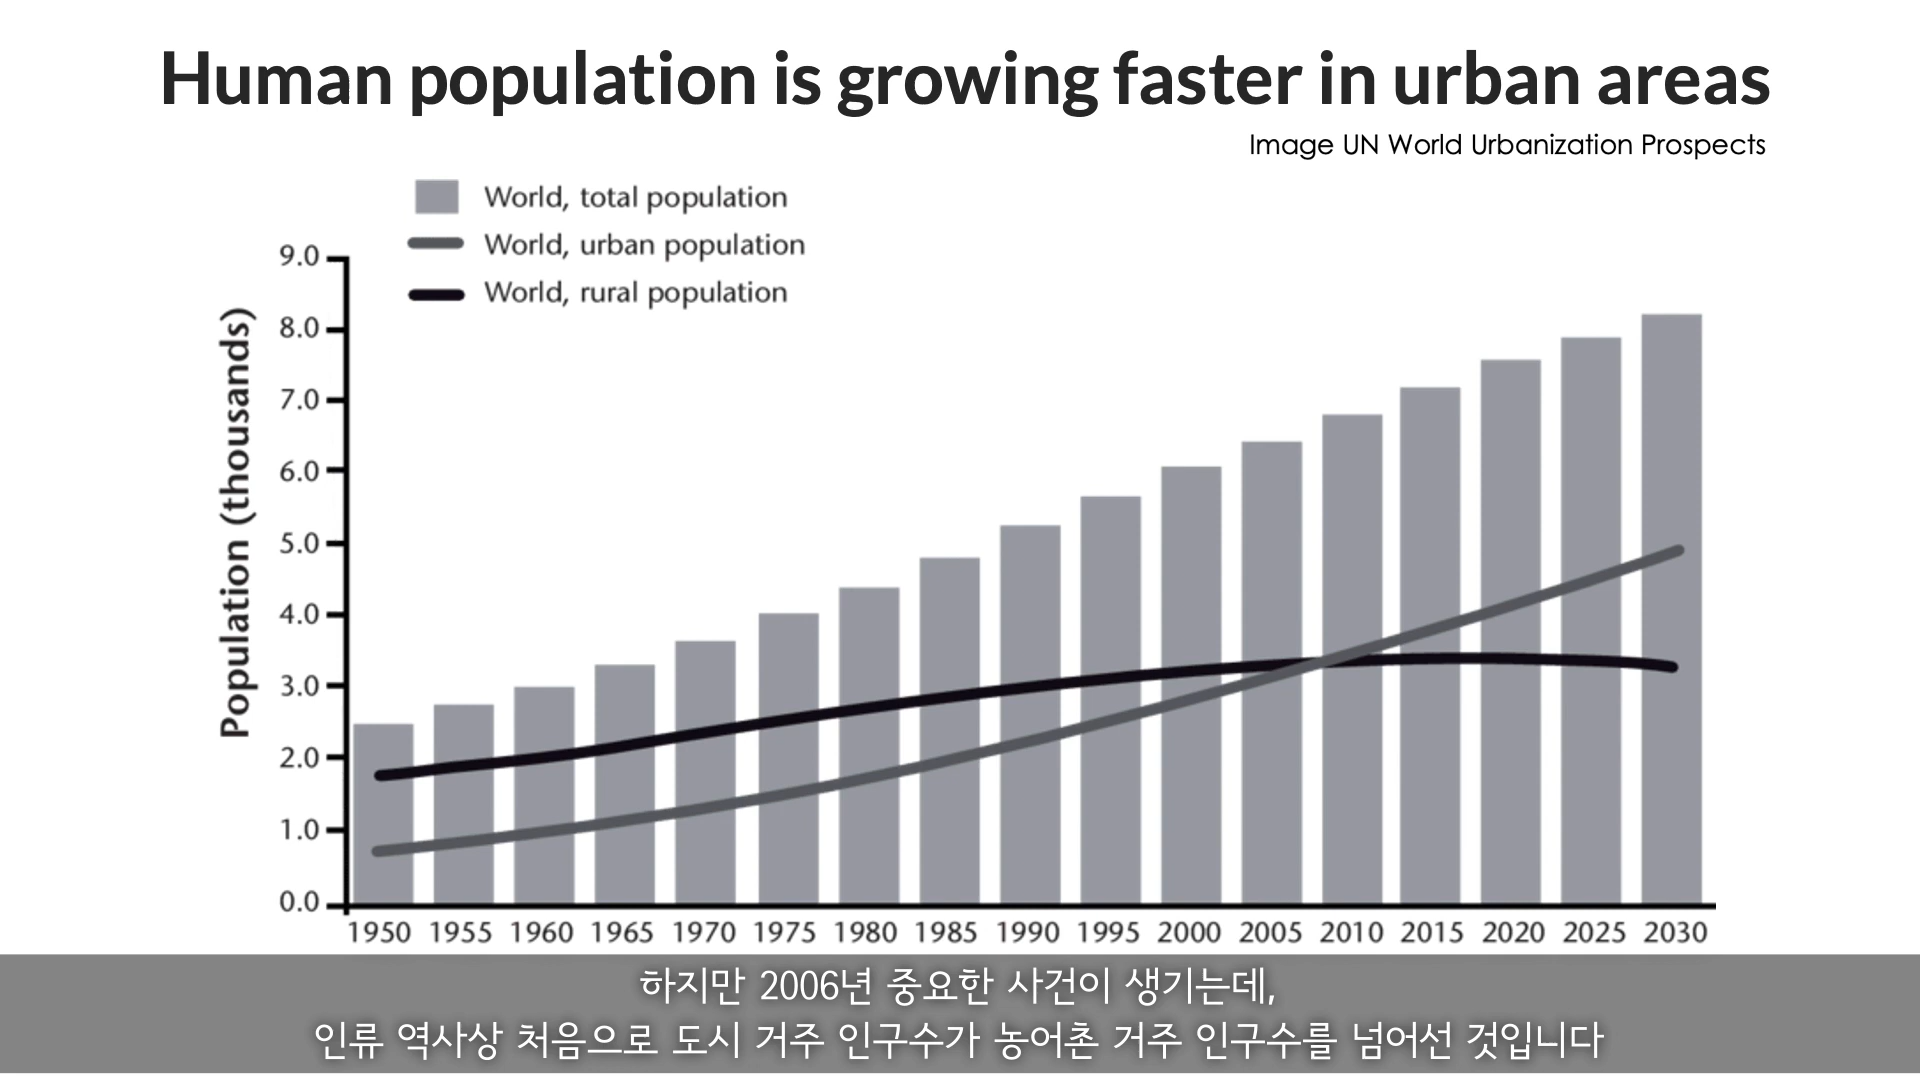 Human population is growing faster in urban areas
Image UN World Urbanization Prospects
World, total population
World, urban population
World, rural population
Population (thousands)
9.0
8.0
7.0
6.0
5.0
4.0
3.0
2.0
1.0
0.0
1950 1955 1960 1965 1970 1975 1980 1985 1990 1995 2000 2005 2010 2015 2020 2025 2030
하지만 2006년 중요한 사건이 생기는데,
인류 역사상 처음으로 도시 거주 인구수가 농어촌 거주 인구수를 넘어선 것입니다